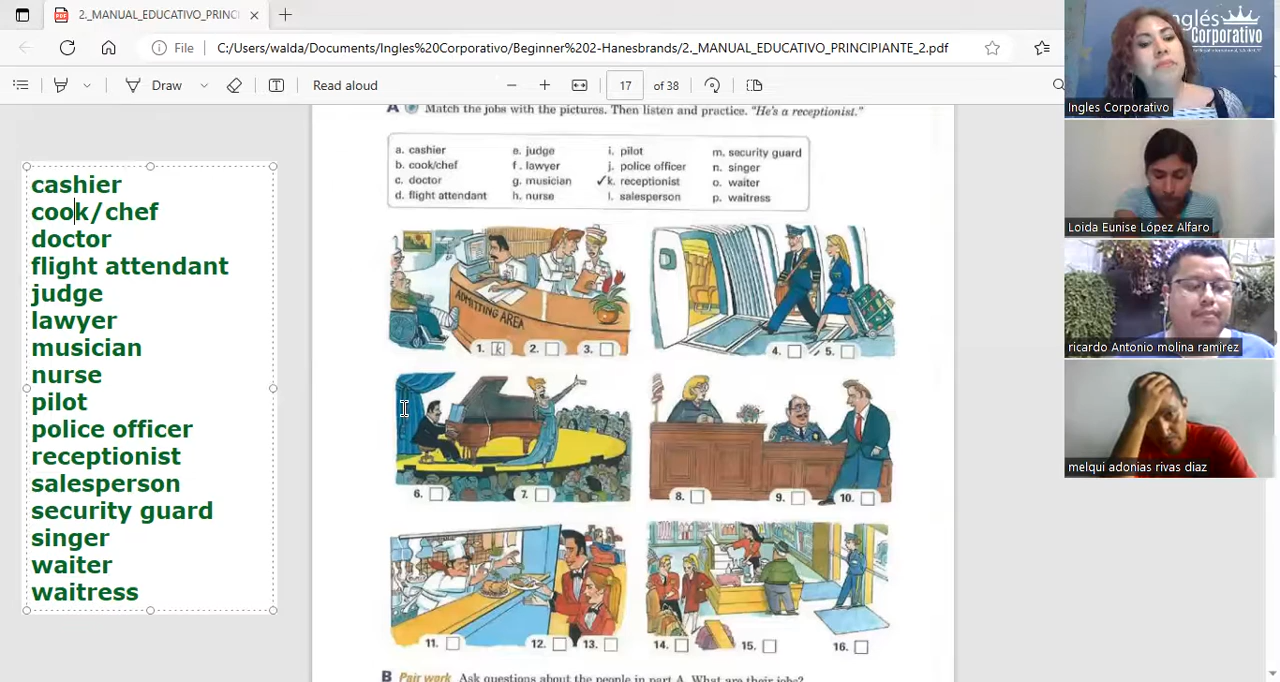 2._MANUAL_EDUCATIVO_PRINCI
File
C:/Users/walda/Documents/Ingles%20Corporativo/Beginner%202-Hanesbrands/2._MANUAL_EDUCATIVO_PRINCIPIANTE_2.pdf
Draw
Read aloud
17 of 38
A Match the jobs with the pictures. Then listen and practice. "He's a receptionist."
a. cashier e. judge i. pilot m. security guard
b. cook/chef f. lawyer j. police officer n. singer
c. doctor g. musician ✓k. receptionist o. waiter
d. flight attendant h. nurse l. salesperson p. waitress
cashier
cook/chef
doctor
flight attendant
judge
lawyer
musician
nurse
pilot
police officer
receptionist
salesperson
security guard
singer
waiter
waitress
ADMITTING AREA
1. k 2. 3. 4. 5.
6. 7. 8. 9. 10.
11. 12. 13. 14. 15. 16.
B Pair work Ask questions about the people in part A. What are their jobs?
Inglés
Corporativo
Ingles Corporativo
Loida Eunise López Alfaro
ricardo Antonio molina ramirez
melqui adonias rivas diaz